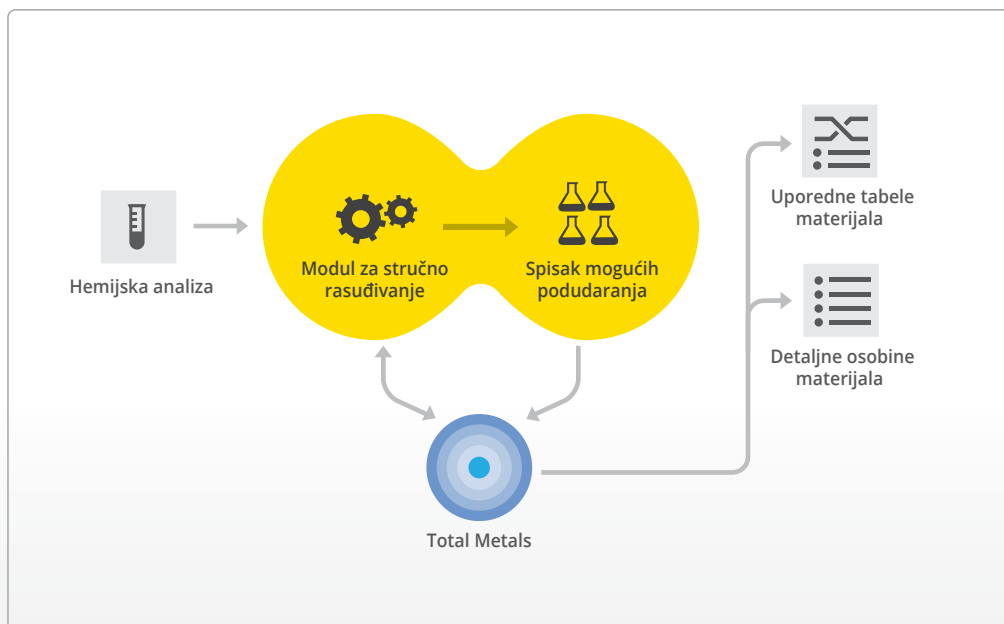 Hemijska analiza
Modul za stručno
rasuđivanje
Spisak mogućih
podudaranja
Total Metals
Uporedne tabele
materijala
Detaljne osobine
materijala